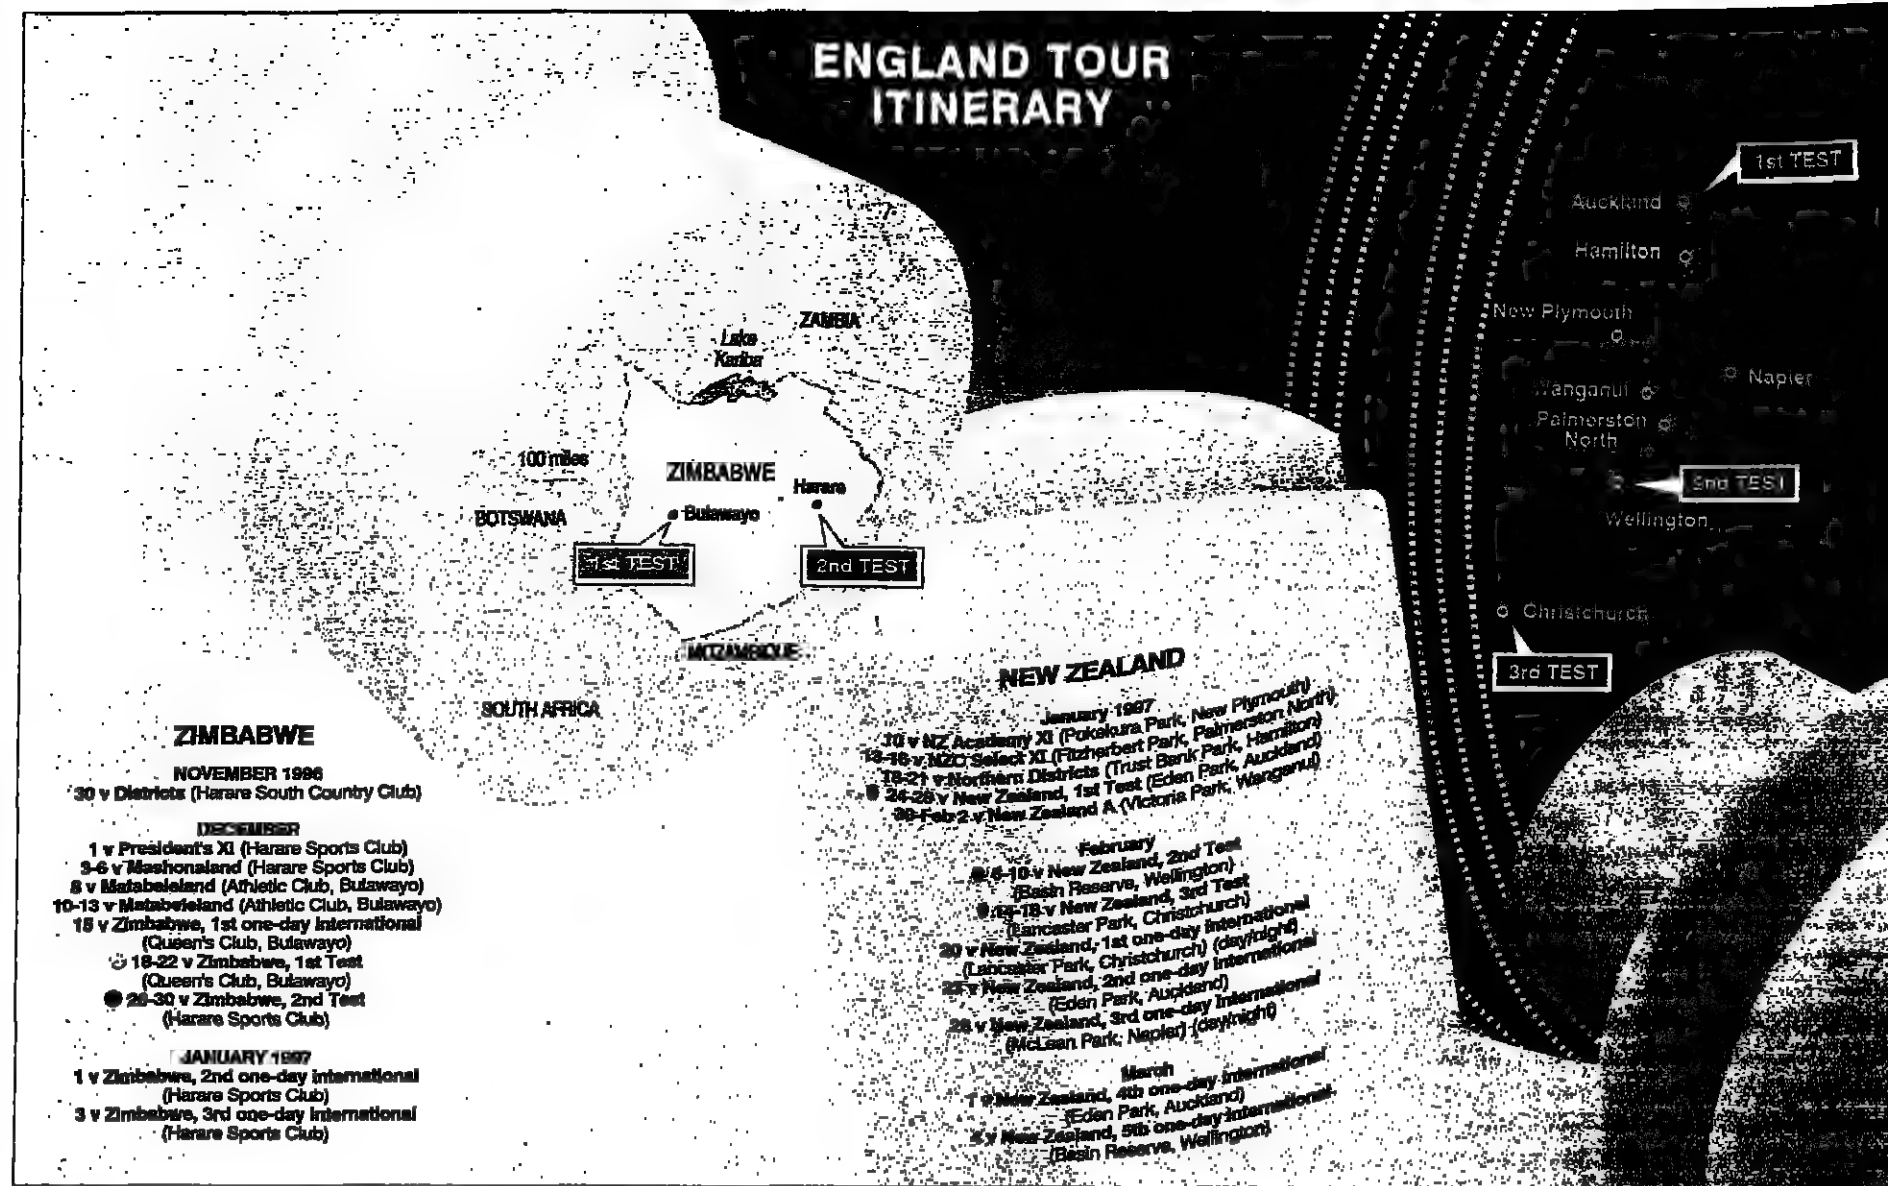 ENGLAND TOUR
ITINERARY
1st TEST
Auckland
Hamilton
New Plymouth
Wanganui
Napier
Palmerston
North
2nd TEST
Wellington
Christchurch
3rd TEST
ZAMBIA
Lake
Kariba
100 miles
ZIMBABWE
Harare
BOTSWANA
Bulawayo
1st TEST
2nd TEST
MOZAMBIQUE
SOUTH AFRICA
ZIMBABWE
NOVEMBER 1996
30 v Districts (Harare South Country Club)
DECEMBER
1 v President's XI (Harare Sports Club)
3-6 v Mashonaland (Harare Sports Club)
8 v Matabeleland (Athletic Club, Bulawayo)
10-13 v Matabeleland (Athletic Club, Bulawayo)
15 v Zimbabwe, 1st one-day international
(Queen's Club, Bulawayo)
18-22 v Zimbabwe, 1st Test
(Queen's Club, Bulawayo)
26-30 v Zimbabwe, 2nd Test
(Harare Sports Club)
JANUARY 1997
1 v Zimbabwe, 2nd one-day international
(Harare Sports Club)
3 v Zimbabwe, 3rd one-day international
(Harare Sports Club)
NEW ZEALAND
January 1997
10 v NZ Academy XI (Pokekura Park, New Plymouth)
13-16 v NZC Select XI (Fitzherbert Park, Palmerston North)
18-21 v Northern Districts (Trust Bank Park, Hamilton)
24-28 v New Zealand, 1st Test (Eden Park, Auckland)
30-Feb 2 v New Zealand A (Victoria Park, Wanganui)
February
6-10 v New Zealand, 2nd Test
(Basin Reserve, Wellington)
14-18 v New Zealand, 3rd Test
(Lancaster Park, Christchurch)
20 v New Zealand, 1st one-day international
(Lancaster Park, Christchurch) (day/night)
23 v New Zealand, 2nd one-day international
(Eden Park, Auckland)
26 v New Zealand, 3rd one-day international
(McLean Park, Napier) (day/night)
March
v New Zealand, 4th one-day international
(Eden Park, Auckland)
4 v New Zealand, 5th one-day international
(Basin Reserve, Wellington)